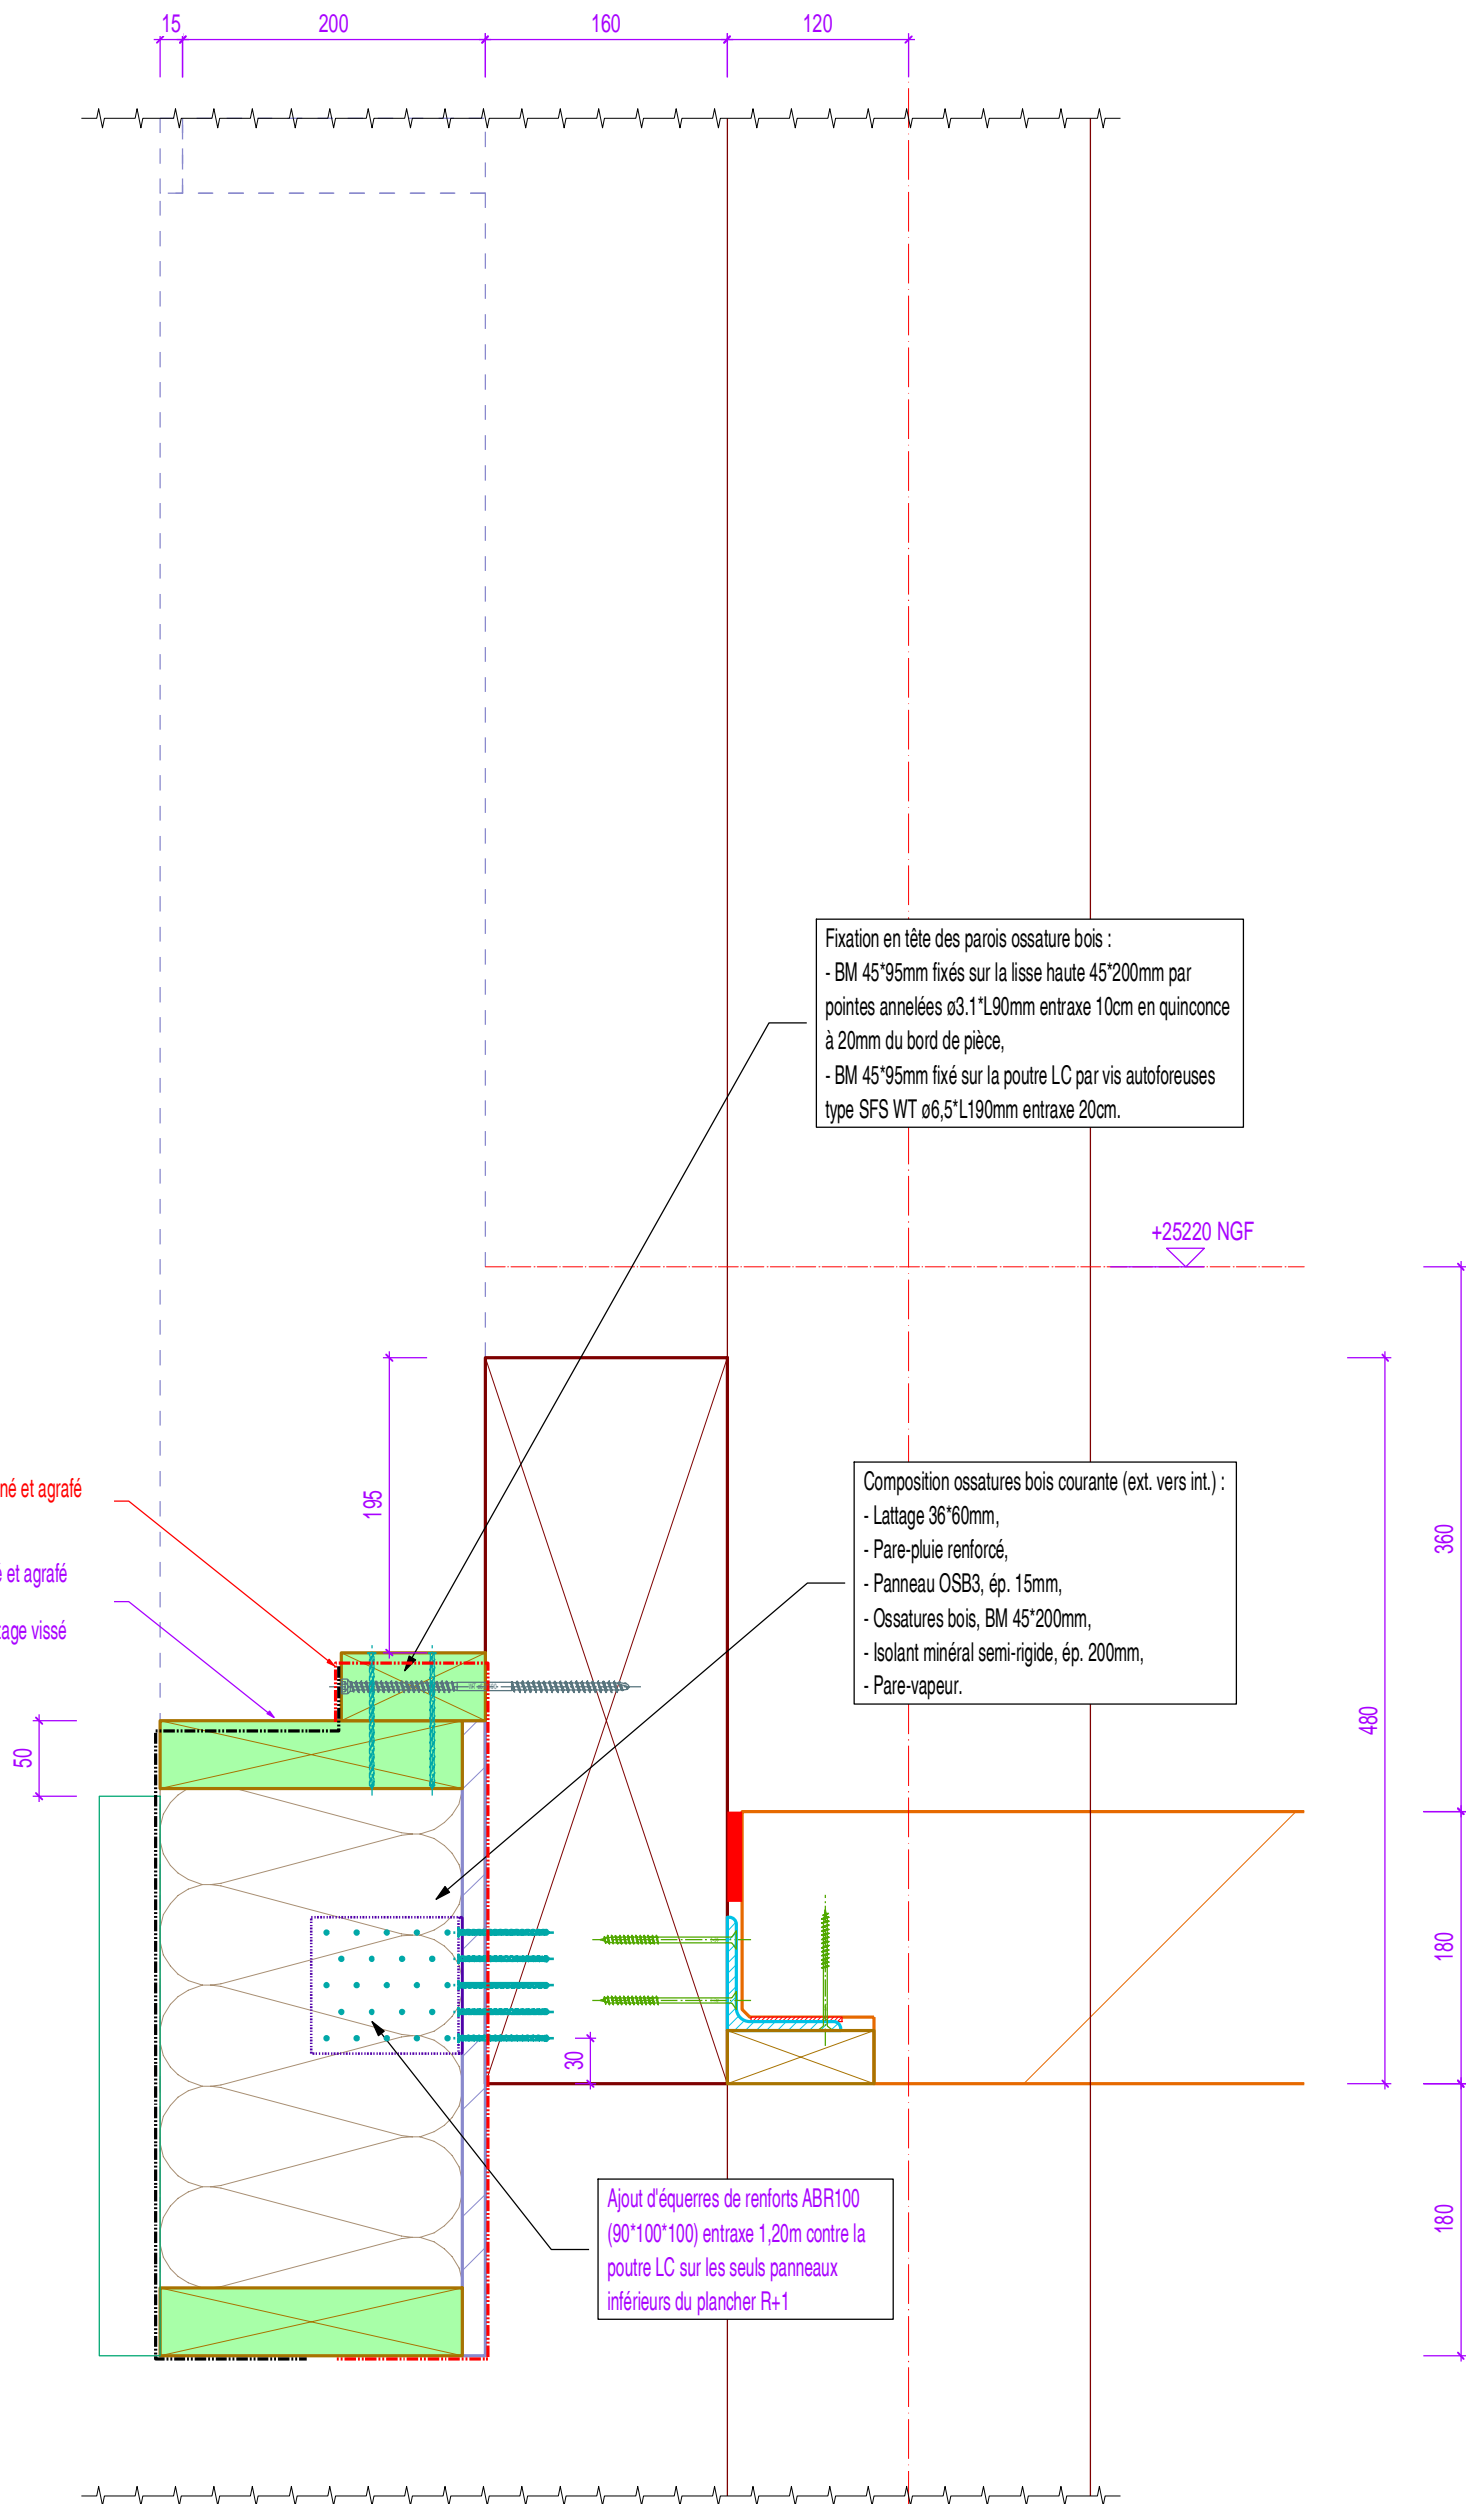 15
200
160
120
Fixation en tête des parois ossature bois :
- BM 45*95mm fixés sur la lisse haute 45*200mm par
pointes annelées ø3.1*L90mm entraxe 10cm en quinconce
à 20mm du bord de pièce,
- BM 45*95mm fixé sur la poutre LC par vis autoforeuses
type SFS WT ø6,5*L190mm entraxe 20cm.
+25220 NGF
né et agrafé
et agrafé
age vissé
195
50
Composition ossatures bois courante (ext. vers int.) :
- Lattage 36*60mm,
- Pare-pluie renforcé,
- Panneau OSB3, ép. 15mm,
- Ossatures bois, BM 45*200mm,
- Isolant minéral semi-rigide, ép. 200mm,
- Pare-vapeur.
360
480
180
30
180
Ajout d'équerres de renforts ABR100
(90*100*100) entraxe 1,20m contre la
poutre LC sur les seuls panneaux
inférieurs du plancher R+1